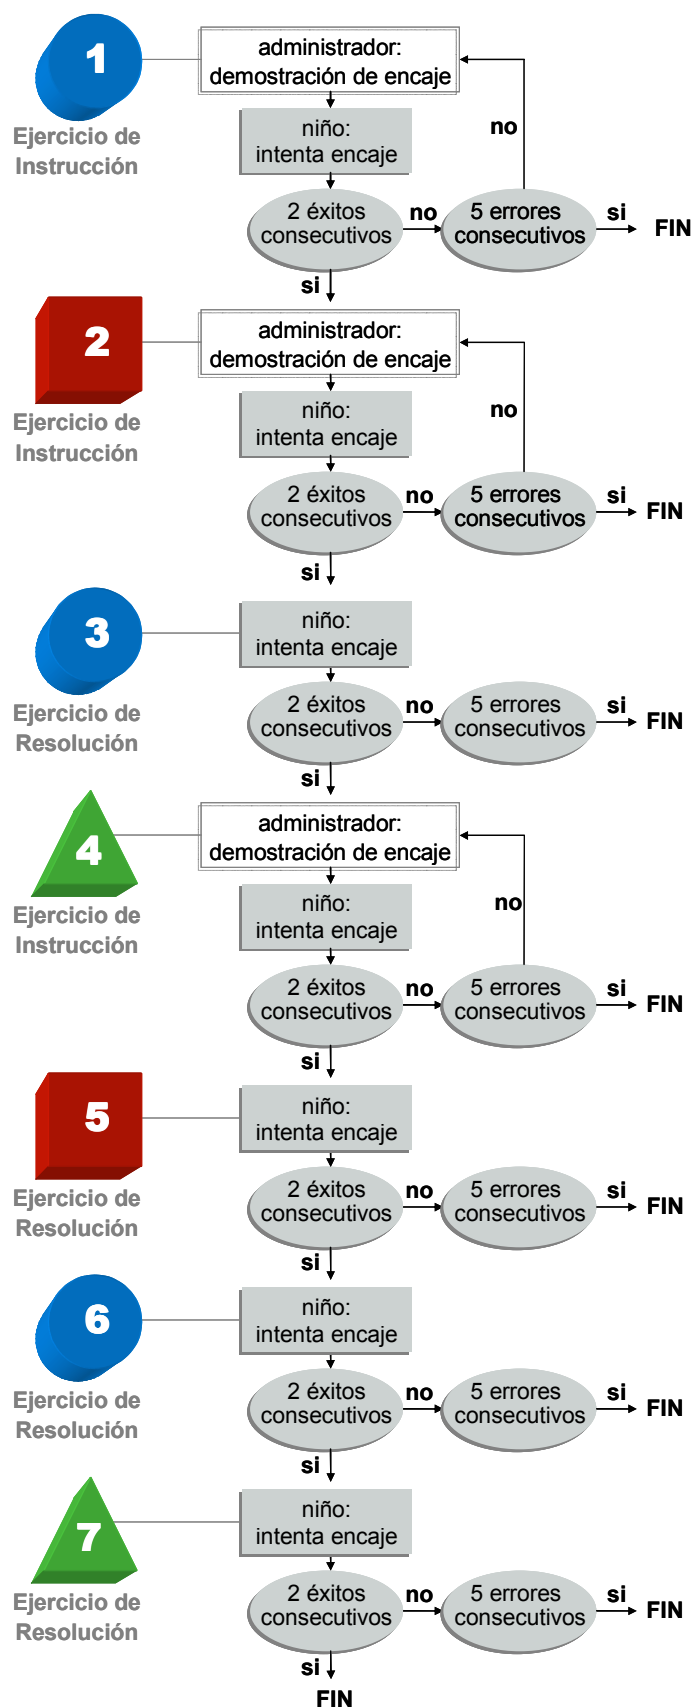 1
administrador:
demostración de encaje
Ejercicio de
Instrucción
niño:
intenta encaje
no
2 éxitos
consecutivos
no
5 errores
consecutivos
si
FIN
si
2
administrador:
demostración de encaje
Ejercicio de
Instrucción
niño:
intenta encaje
no
2 éxitos
consecutivos
no
5 errores
consecutivos
si
FIN
si
3
niño:
intenta encaje
Ejercicio de
Resolución
2 éxitos
consecutivos
no
5 errores
consecutivos
si
FIN
si
4
administrador:
demostración de encaje
Ejercicio de
Instrucción
niño:
intenta encaje
no
2 éxitos
consecutivos
no
5 errores
consecutivos
si
FIN
si
5
niño:
intenta encaje
Ejercicio de
Resolución
2 éxitos
consecutivos
no
5 errores
consecutivos
si
FIN
si
6
niño:
intenta encaje
Ejercicio de
Resolución
2 éxitos
consecutivos
no
5 errores
consecutivos
si
FIN
si
7
niño:
intenta encaje
Ejercicio de
Resolución
2 éxitos
consecutivos
no
5 errores
consecutivos
si
FIN
si
FIN